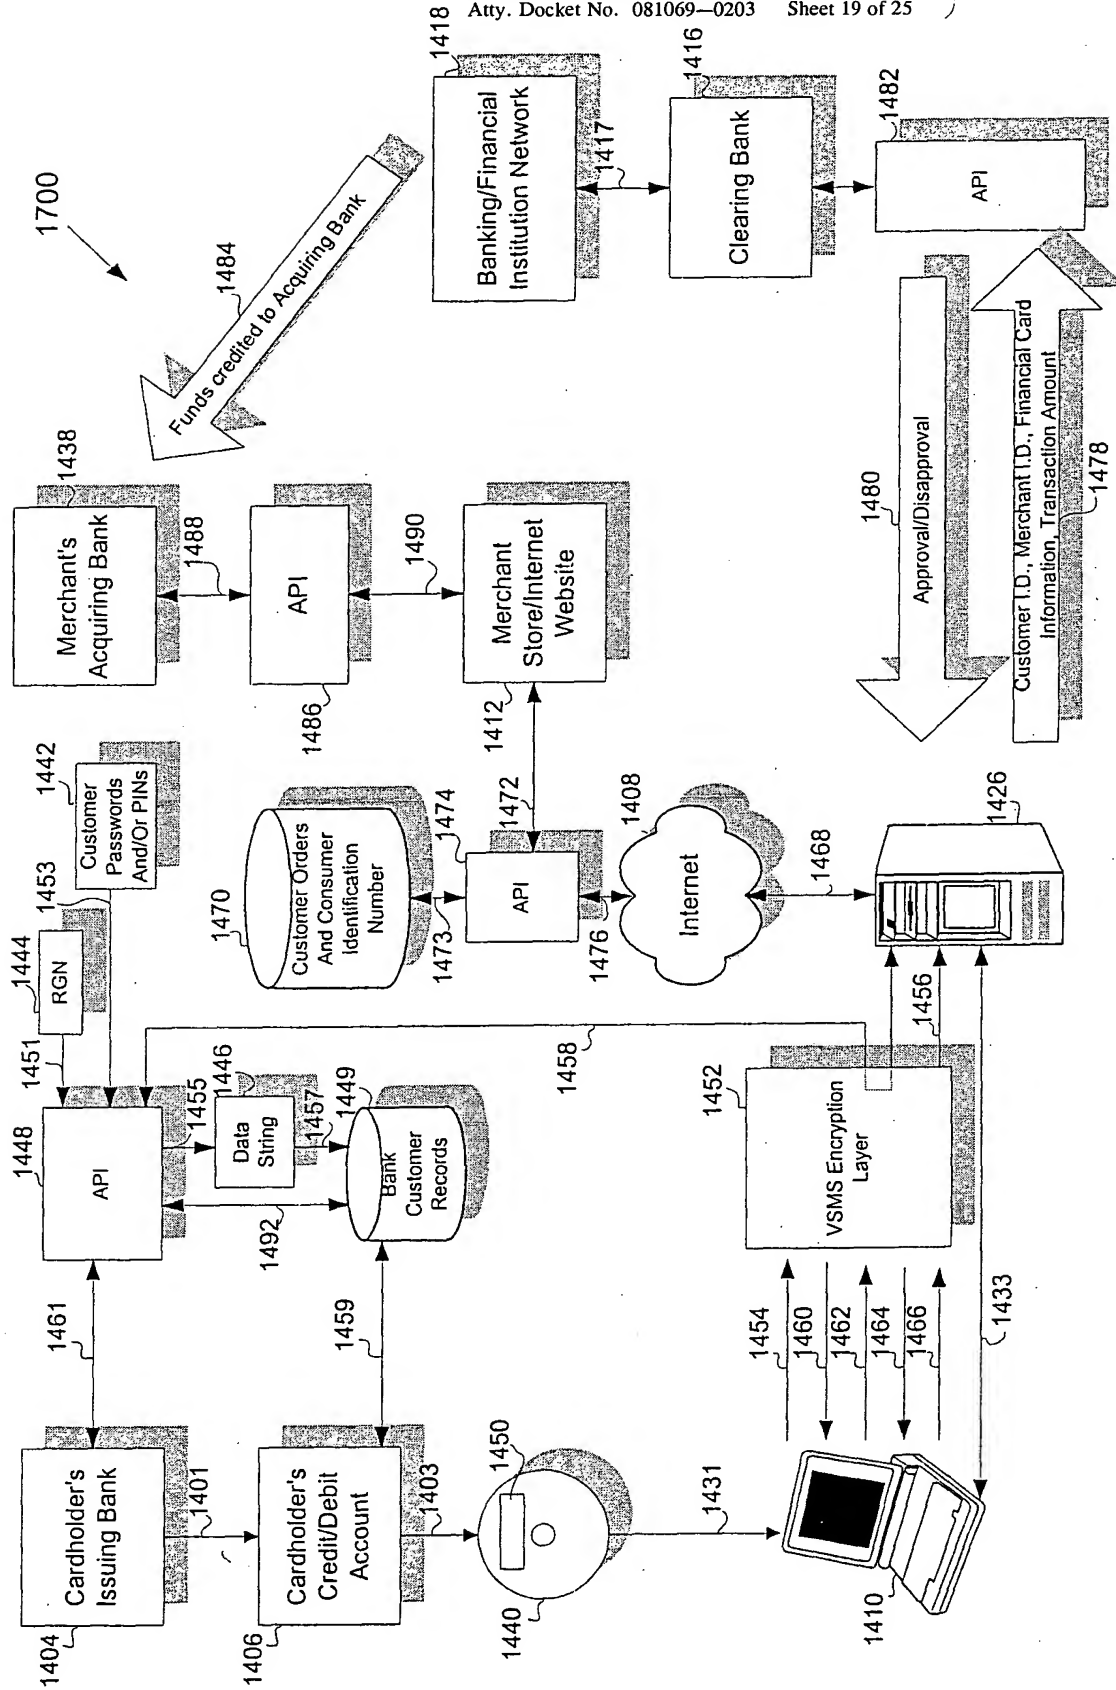 Atty. Docket No. 081069—0203 Sheet 19 of 25
1700
1404
Cardholder's
Issuing Bank
1401
1406
Cardholder's
Credit/Debit
Account
1403
1440
1450
1431
1410
1461
1459
1448
API
1451
1444
RGN
1453
1442
Customer
Passwords
And/Or PINs
1455
1446
Data
String
1457
1449
Bank
Customer
Records
1492
1458
1454
1460
1462
1464
1466
1433
1452
VSMS Encryption
Layer
1456
1426
1468
1408
Internet
1476
1474
API
1473
1470
Customer Orders
And Consumer
Identification
Number
1472
1412
Merchant
Store/Internet
Website
1490
1486
API
1488
1438
Merchant's
Acquiring Bank
1484
Funds credited to Acquiring Bank
1418
Banking/Financial
Institution Network
1417
1416
Clearing Bank
1482
API
1480
Approval/Disapproval
Customer I.D., Merchant I.D., Financial Card
Information, Transaction Amount
1478